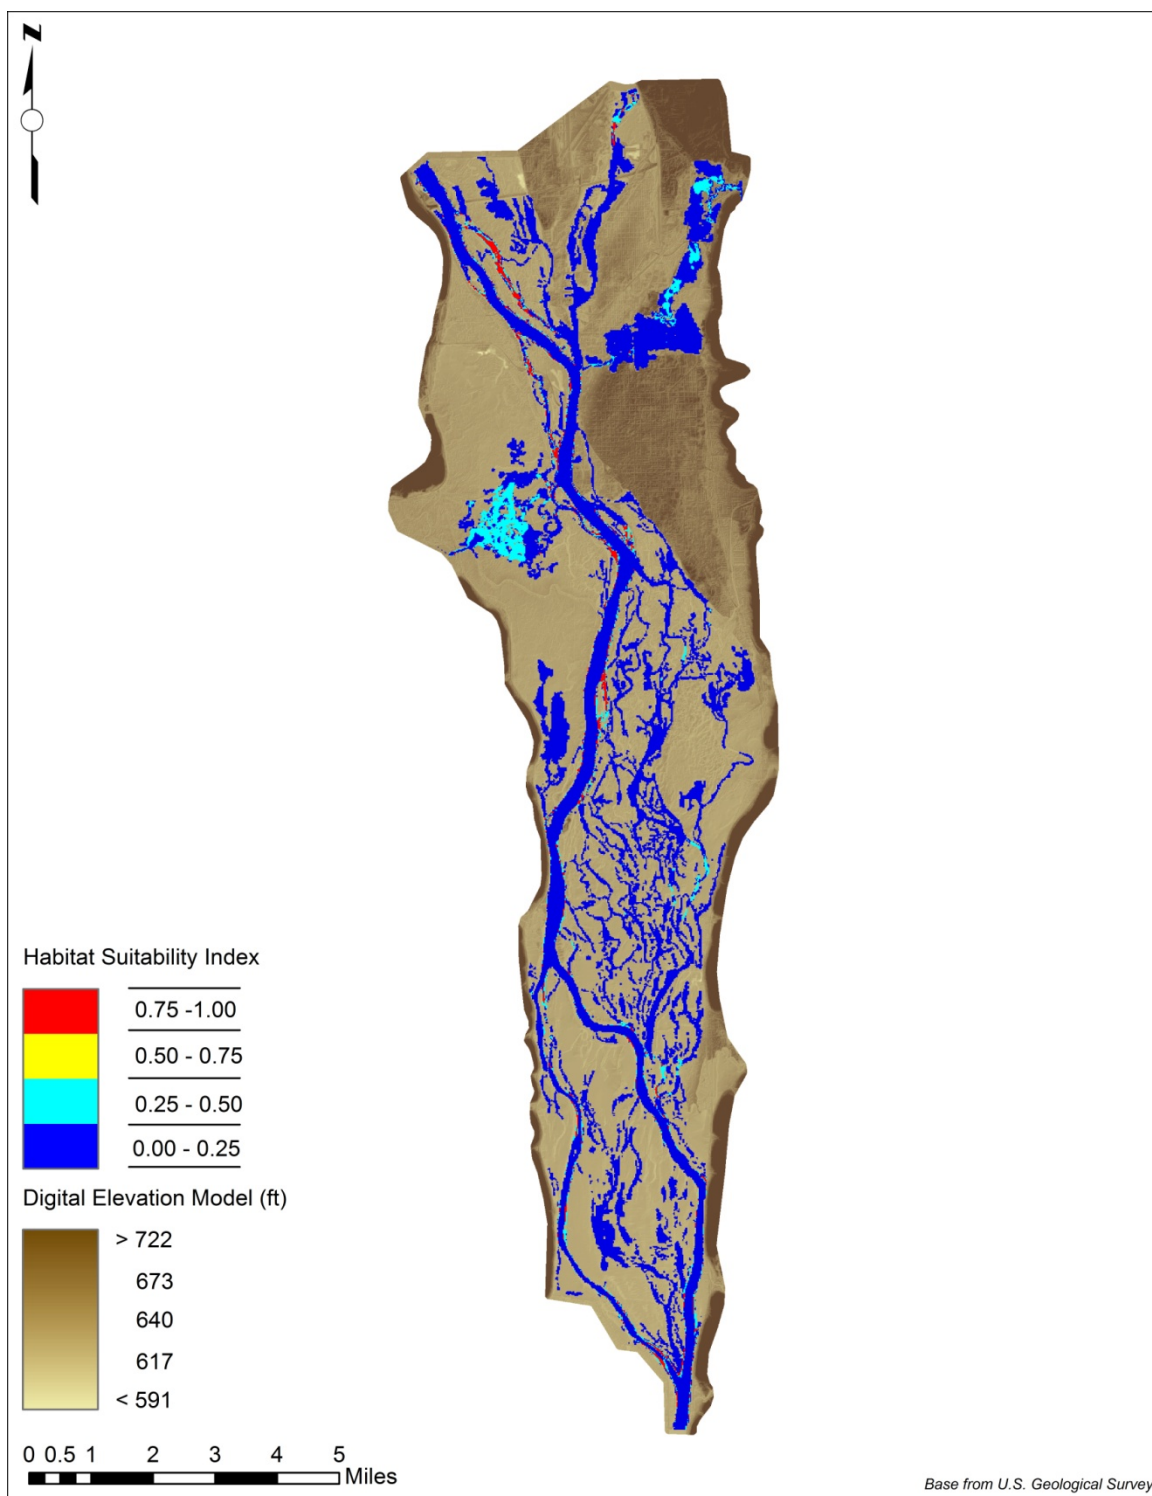 N
Habitat Suitability Index
0.75 -1.00
0.50 - 0.75
0.25 - 0.50
0.00 - 0.25
Digital Elevation Model (ft)
> 722
673
640
617
< 591
0 0.5 1 2 3 4 5
Miles
Base from U.S. Geological Survey